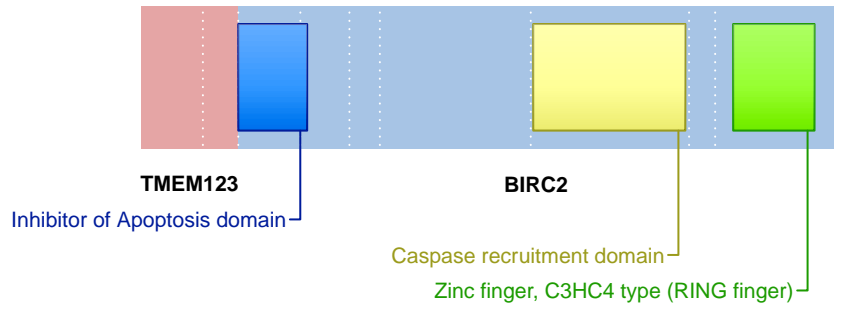 TMEM123 BIRC2
Inhibitor of Apoptosis domain
Caspase recruitment domain
Zinc finger, C3HC4 type (RING finger)